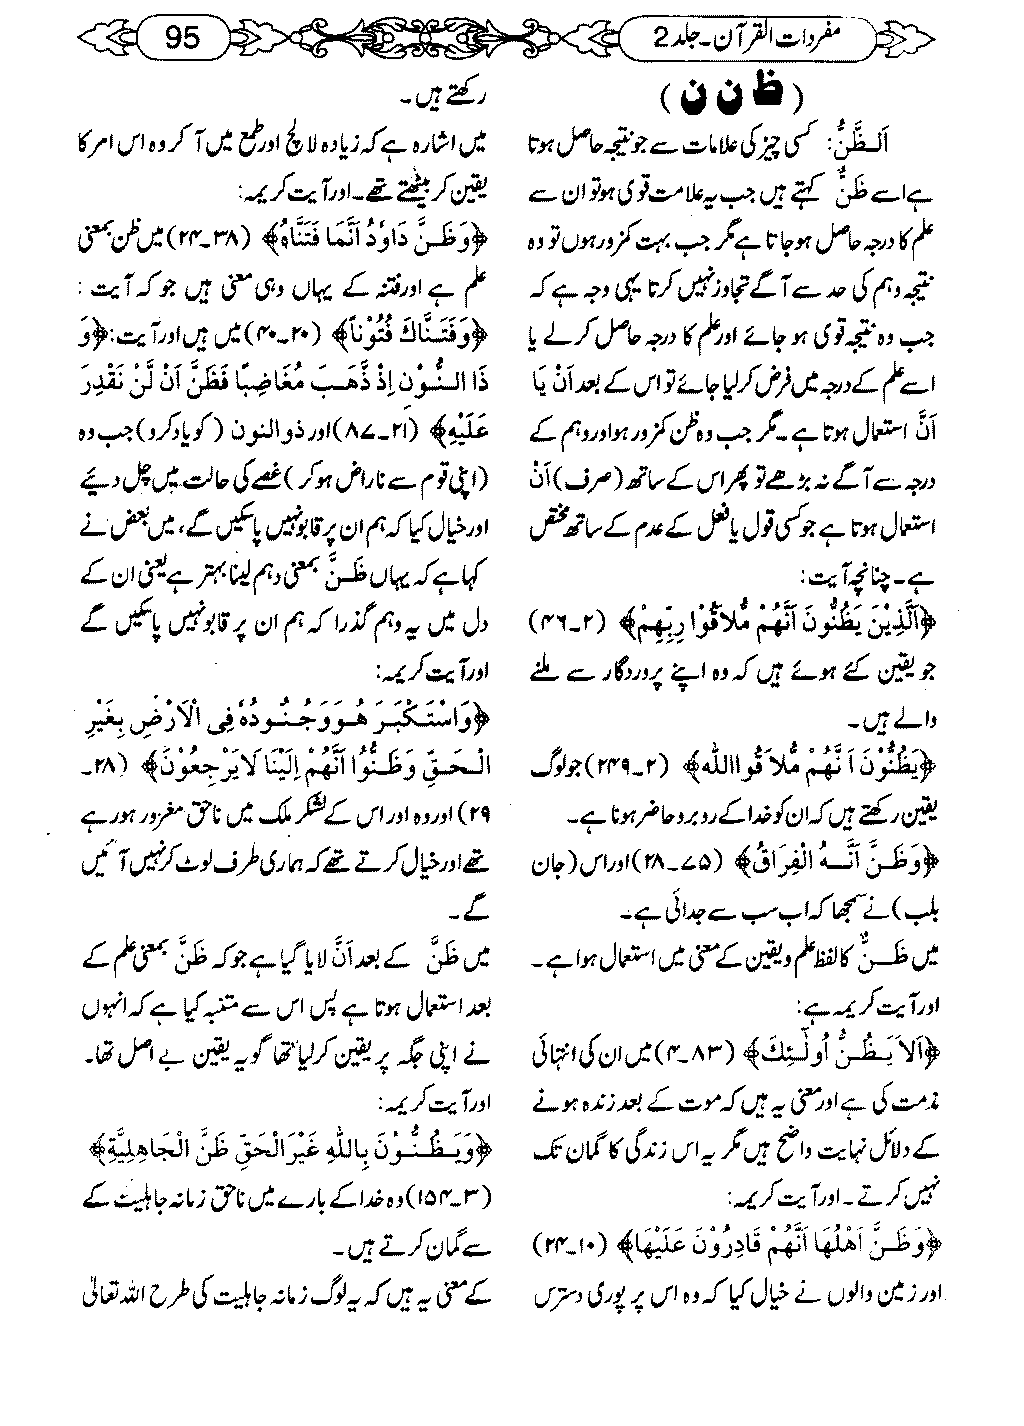 مفردات القرآن۔ جلد 2
95
(ظ ن ن)
اَلظَّنُّ: کسی چیز کی علامات سے جو نتیجہ حاصل ہوتا
ہے اسے ظَنٌّ کہتے ہیں جب یہ علامت قوی ہو تو ان سے
علم کا درجہ حاصل ہو جاتا ہے مگر جب بہت کمزور ہوں تو وہ
نتیجہ وہم کی حد سے آگے تجاوز نہیں کرتا یہی وجہ ہے کہ
جب وہ نتیجہ قوی ہو جائے اور علم کا درجہ حاصل کر لے یا
اسے علم کے درجہ میں فرض کر لیا جائے تو اس کے بعد اَنْ یَا
اَنَّ استعمال ہوتا ہے۔ مگر جب وہ ظن کمزور ہو اور وہم کے
درجہ سے آگے نہ بڑھے تو پھر اس کے ساتھ (صرف) اَنْ
استعمال ہوتا ہے جو کسی قول یا فعل کے عدم کے ساتھ مختص
ہے۔ چنانچہ آیت:
﴿اَلَّذِیْنَ یَظُنُّوْنَ اَنَّهُمْ مُّلَاقُوْا رَبِّهِمْ﴾ (۲۔۴۶)
جو یقین کئے ہوئے ہیں کہ وہ اپنے پروردگار سے ملنے
والے ہیں۔
﴿یَظُنُّوْنَ اَنَّهُمْ مُّلَاقُوا اللّٰهِ﴾ (۲۔۲۴۹) جو لوگ
یقین رکھتے ہیں کہ ان کو خدا کے روبرو حاضر ہونا ہے۔
﴿وَظَنَّ اَنَّهُ الْفِرَاقُ﴾ (۷۵۔۲۸) اور اس (جان
بلب) نے سمجھا کہ اب سب سے جدائی ہے۔
میں ظَنٌّ کا لفظ علم و یقین کے معنی میں استعمال ہوا ہے۔
اور آیت کریمہ ہے:
﴿اَلَا یَظُنُّ اُولٰٓئِكَ﴾ (۸۳۔۴) میں ان کی انتہائی
مذمت کی ہے اور معنی یہ ہیں کہ موت کے بعد زندہ ہونے
کے دلائل نہایت واضح ہیں مگر یہ اس زندگی کا گمان تک
نہیں کرتے۔ اور آیت کریمہ:
﴿وَظَنَّ اَهْلُهَا اَنَّهُمْ قَادِرُوْنَ عَلَیْهَا﴾ (۱۰۔۲۴)
اور زمین والوں نے خیال کیا کہ وہ اس پر پوری دسترس
رکھتے ہیں۔
میں اشارہ ہے کہ زیادہ لالچ اور طمع میں آ کر وہ اس امر کا
یقین کر بیٹھتے تھے۔ اور آیت کریمہ:
﴿وَظَنَّ دَاوٗدُ اَنَّمَا فَتَنَّاهُ﴾ (۳۸۔۲۴) میں ظن بمعنی
علم ہے اور فتنہ کے یہاں وہی معنی ہیں جو کہ آیت :
﴿وَفَتَنَّاكَ فُتُوْنًا﴾ (۲۰۔۴۰) میں ہیں اور آیت: ﴿وَ
ذَا النُّوْنِ اِذْ ذَّهَبَ مُغَاضِبًا فَظَنَّ اَنْ لَّنْ نَقْدِرَ
عَلَیْهِ﴾ (۲۱۔۸۷) اور ذوالنون (کو یاد کرو) جب وہ
(اپنی قوم سے ناراض ہو کر) غصے کی حالت میں چل دیئے
اور خیال کیا کہ ہم ان پر قابو نہیں پا سکیں گے، میں بعض نے
کہا ہے کہ یہاں ظَنَّ بمعنی وہم لینا بہتر ہے یعنی ان کے
دل میں یہ وہم گذرا کہ ہم ان پر قابو نہیں پا سکیں گے
اور آیت کریمہ:
﴿وَاسْتَكْبَرَ هُوَ وَجُنُوْدُهٗ فِی الْاَرْضِ بِغَیْرِ
الْحَقِّ وَظَنُّوْا اَنَّهُمْ اِلَیْنَا لَا یَرْجِعُوْنَ﴾ (۲۸۔
۲۹) اور وہ اور اس کے لشکر ملک میں ناحق مغرور ہو رہے
تھے اور خیال کرتے تھے کہ ہماری طرف لوٹ کر نہیں آئیں
گے۔
میں ظَنَّ کے بعد اَنَّ لایا گیا ہے جو کہ ظَنَّ بمعنی علم کے
بعد استعمال ہوتا ہے پس اس سے متنبہ کیا ہے کہ انہوں
نے اپنی جگہ پر یقین کر لیا تھا گو یہ یقین بے اصل تھا۔
اور آیت کریمہ:
﴿وَیَظُنُّوْنَ بِاللّٰهِ غَیْرَ الْحَقِّ ظَنَّ الْجَاهِلِیَّةِ﴾
(۳۔۱۵۴) وہ خدا کے بارے میں ناحق زمانہ جاہلیت کے
سے گمان کرتے ہیں۔
کے معنی یہ ہیں کہ یہ لوگ زمانہ جاہلیت کی طرح اللہ تعالیٰ